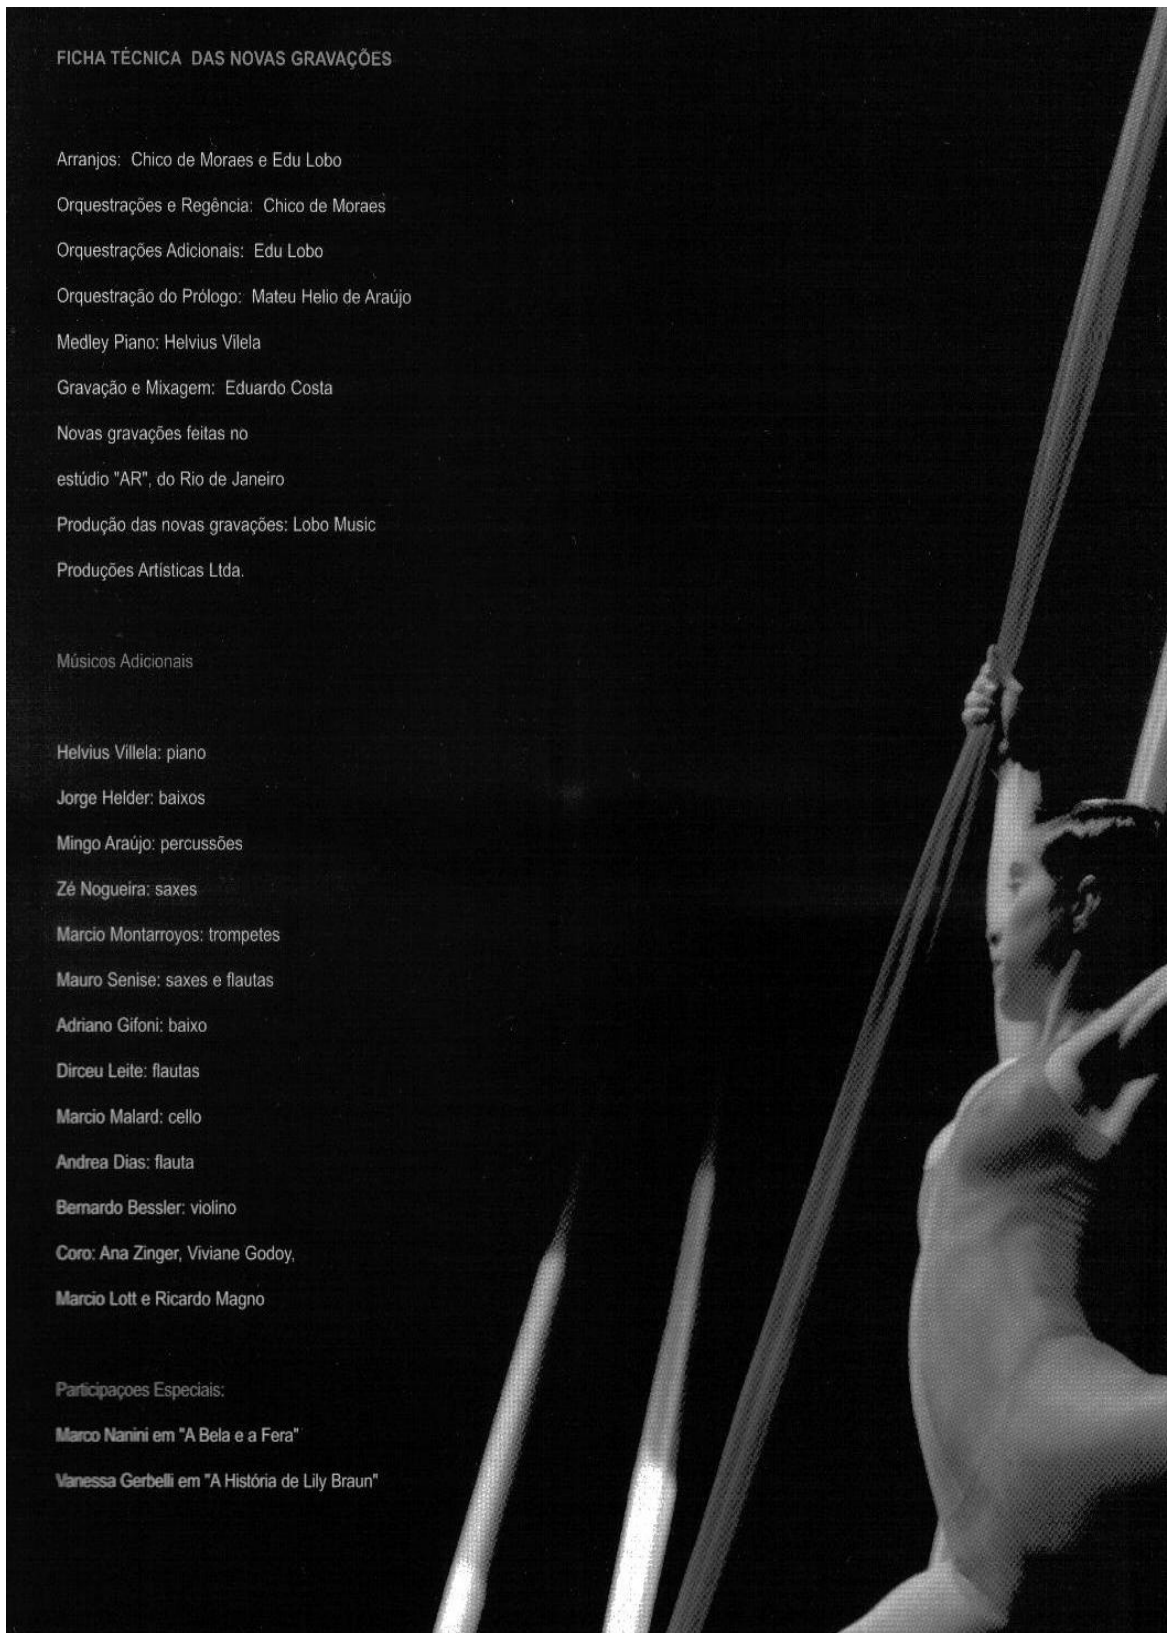 FICHA TÉCNICA DAS NOVAS GRAVAÇÕES
Arranjos: Chico de Moraes e Edu Lobo
Orquestrações e Regência: Chico de Moraes
Orquestrações Adicionais: Edu Lobo
Orquestração do Prólogo: Mateu Helio de Araújo
Medley Piano: Helvius Vilela
Gravação e Mixagem: Eduardo Costa
Novas gravações feitas no
estúdio "AR", do Rio de Janeiro
Produção das novas gravações: Lobo Music
Produções Artísticas Ltda.
Músicos Adicionais
Helvius Villela: piano
Jorge Helder: baixos
Mingo Araújo: percussões
Zé Nogueira: saxes
Marcio Montarroyos: trompetes
Mauro Senise: saxes e flautas
Adriano Gifoni: baixo
Dirceu Leite: flautas
Marcio Malard: cello
Andrea Dias: flauta
Bernardo Bessler: violino
Coro: Ana Zinger, Viviane Godoy,
Marcio Lott e Ricardo Magno
Participaçoes Especiais:
Marco Nanini em "A Bela e a Fera"
Vanessa Gerbelli em "A História de Lily Braun"